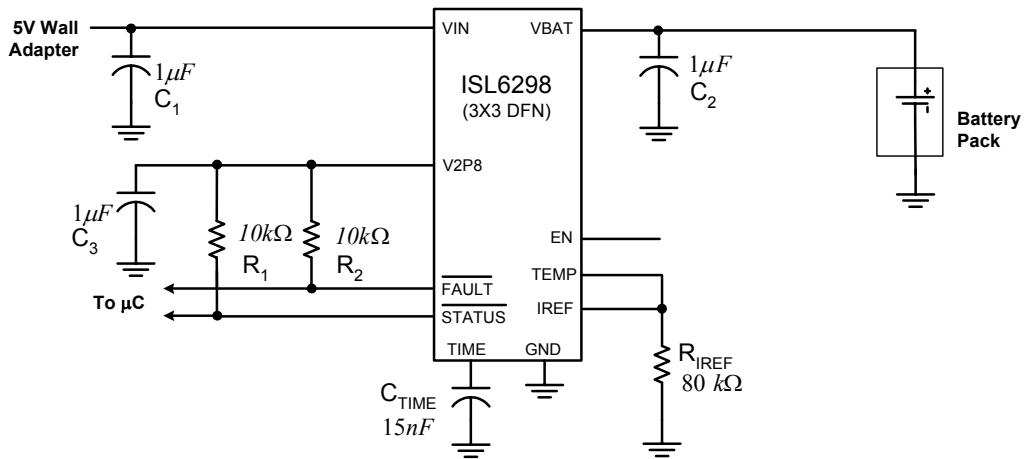 5V Wall
Adapter
1µF
C1
VIN
VBAT
ISL6298
(3X3 DFN)
1µF
C2
+
Battery
Pack
V2P8
1µF
C3
10kΩ
R1
10kΩ
R2
EN
TEMP
IREF
FAULT
STATUS
To µC
TIME
GND
CTIME
15nF
RIREF
80 kΩ